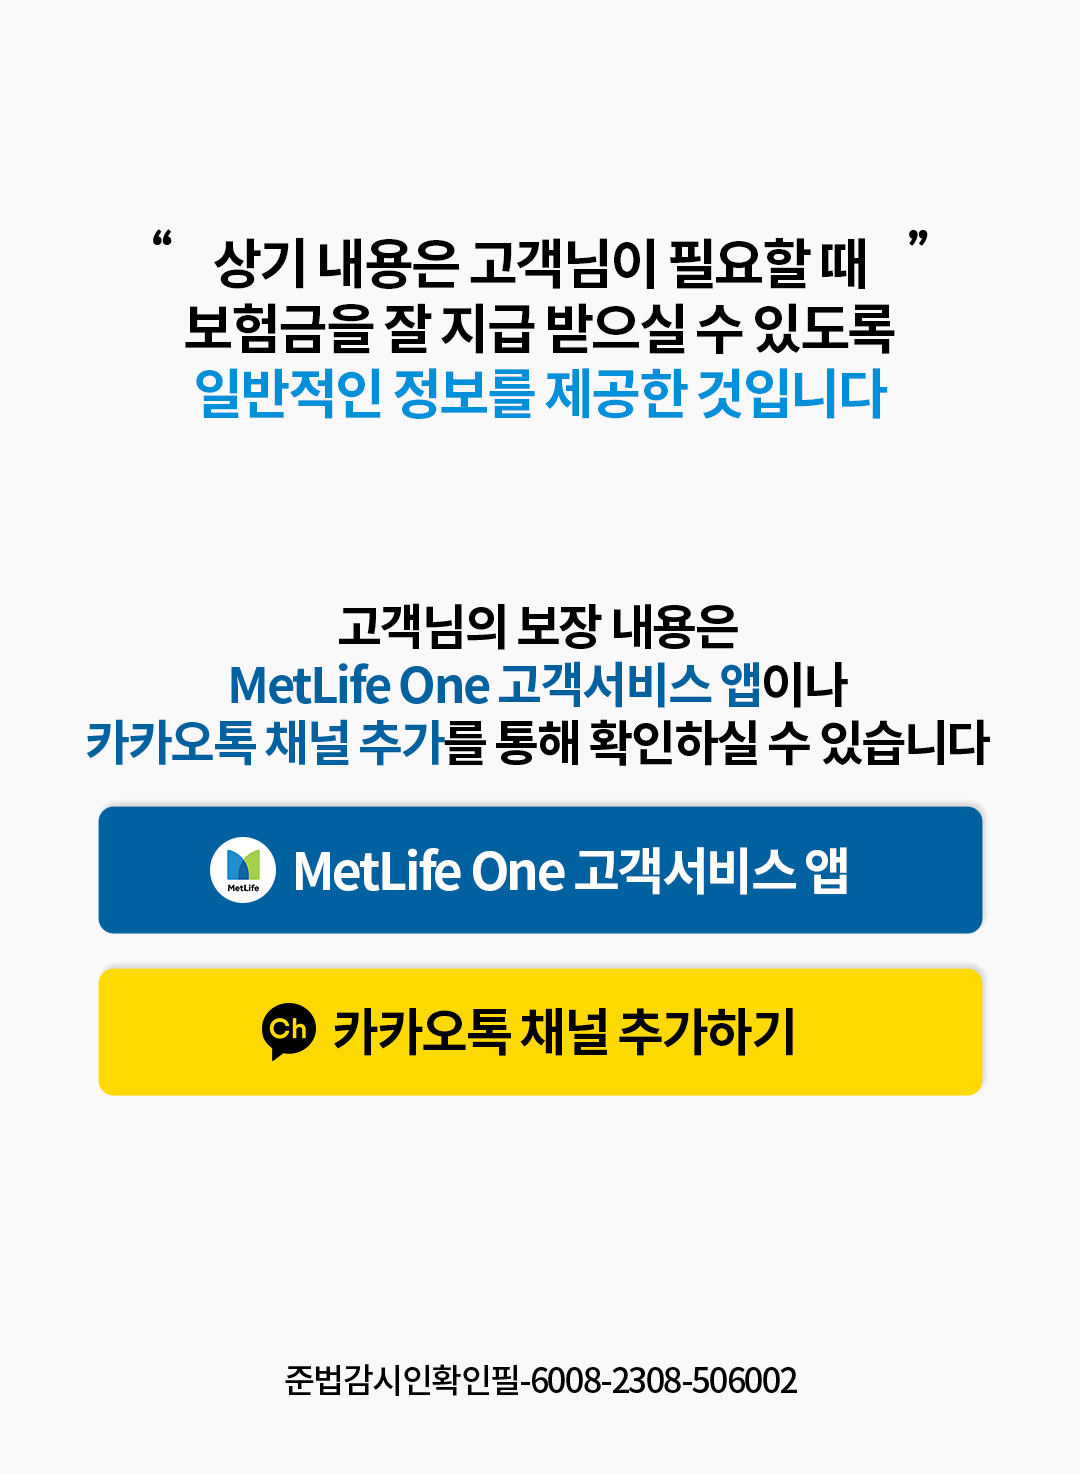 “ 상기 내용은 고객님이 필요할 때 ”
보험금을 잘 지급 받으실 수 있도록
일반적인 정보를 제공한 것입니다
고객님의 보장 내용은
MetLife One 고객서비스 앱이나
카카오톡 채널 추가를 통해 확인하실 수 있습니다
MetLife
MetLife One 고객서비스 앱
Ch 카카오톡 채널 추가하기
준법감시인확인필-6008-2308-506002